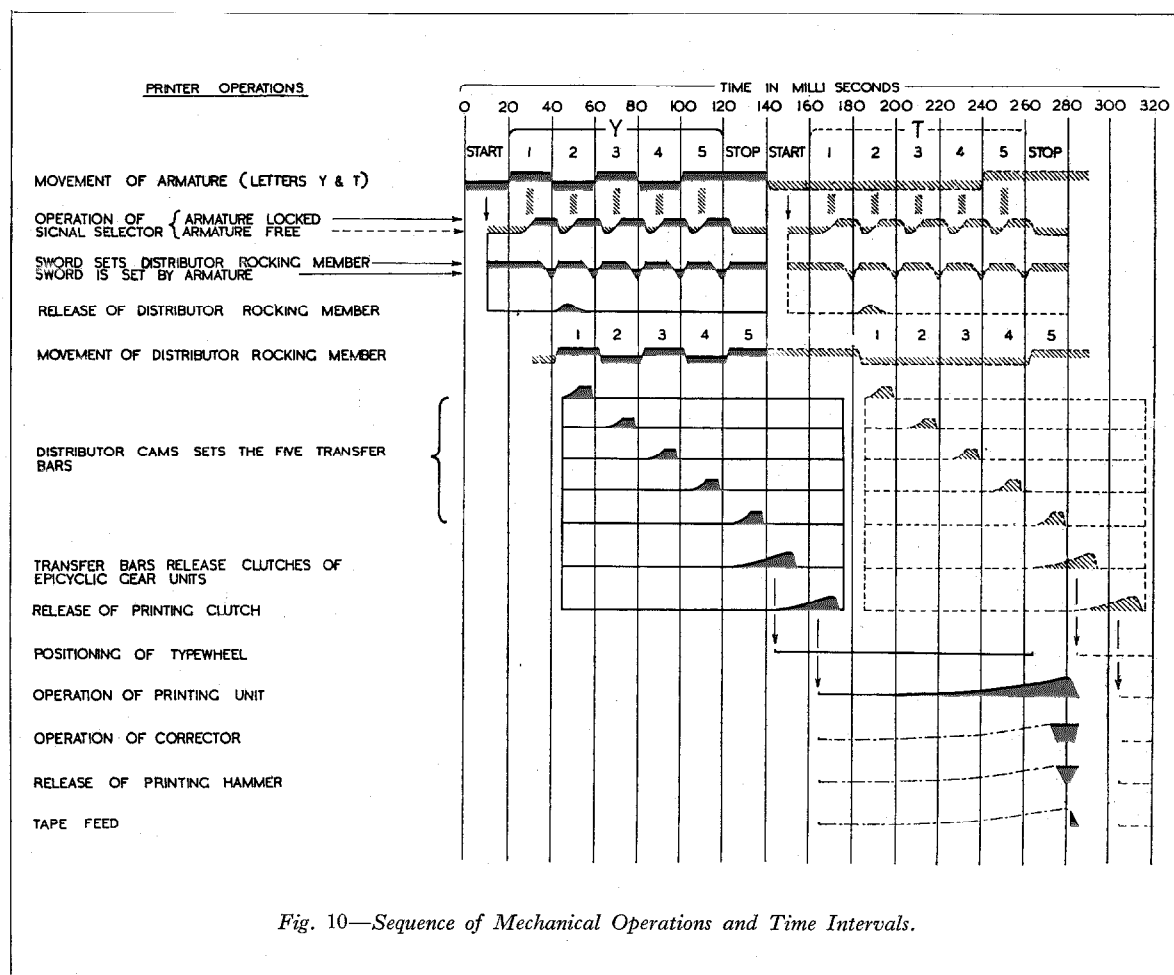 PRINTER OPERATIONS
TIME IN MILLI SECONDS
0 20 40 60 80 100 120 140 160 180 200 220 240 260 280 300 320
Y T
START 1 2 3 4 5 STOP START 1 2 3 4 5 STOP
MOVEMENT OF ARMATURE (LETTERS Y & T)
OPERATION OF { ARMATURE LOCKED
SIGNAL SELECTOR { ARMATURE FREE
SWORD SETS DISTRIBUTOR ROCKING MEMBER
SWORD IS SET BY ARMATURE
RELEASE OF DISTRIBUTOR ROCKING MEMBER
MOVEMENT OF DISTRIBUTOR ROCKING MEMBER 1 2 3 4 5 1 2 3 4 5
DISTRIBUTOR CAMS SETS THE FIVE TRANSFER
BARS
TRANSFER BARS RELEASE CLUTCHES OF
EPICYCLIC GEAR UNITS
RELEASE OF PRINTING CLUTCH
POSITIONING OF TYPEWHEEL
OPERATION OF PRINTING UNIT
OPERATION OF CORRECTOR
RELEASE OF PRINTING HAMMER
TAPE FEED
Fig. 10—Sequence of Mechanical Operations and Time Intervals.